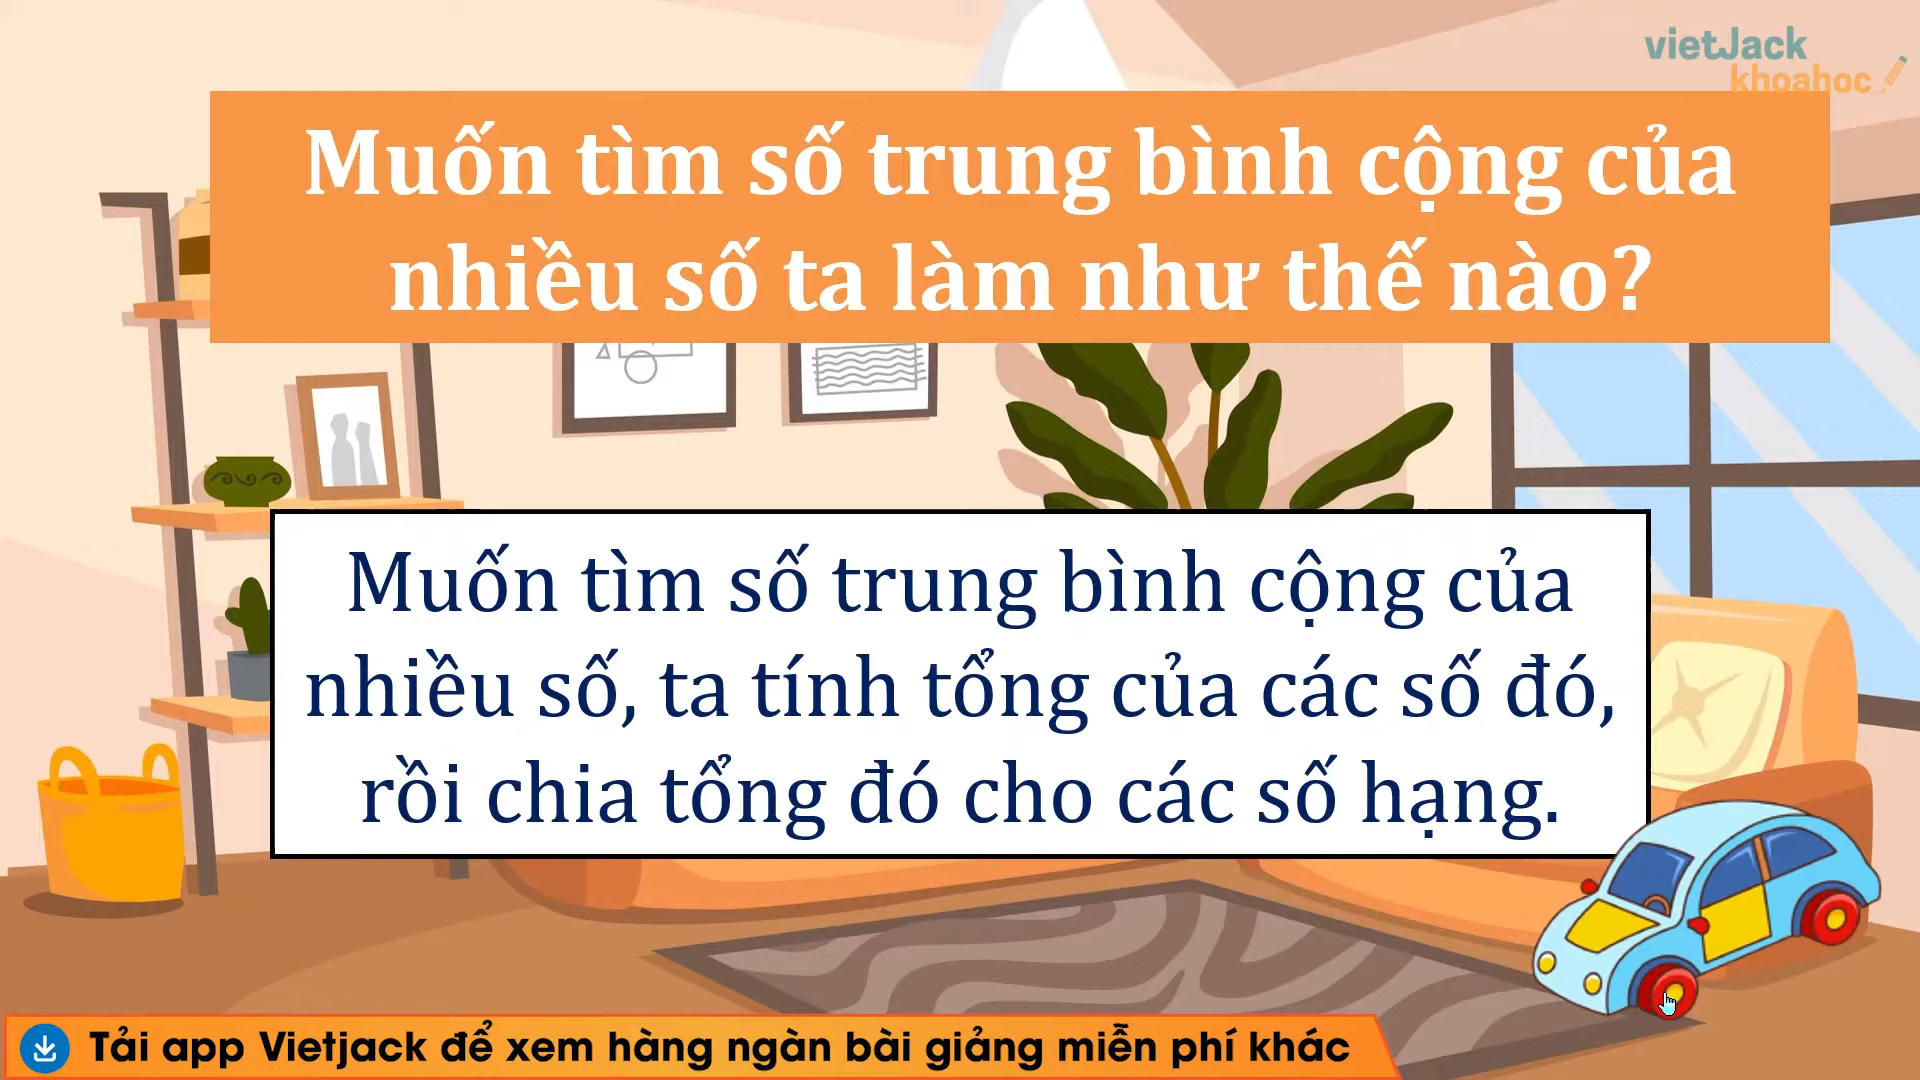 vietJack
khoahoc
Muốn tìm số trung bình cộng của
nhiều số ta làm như thế nào?
Muốn tìm số trung bình cộng của
nhiều số, ta tính tổng của các số đó,
rồi chia tổng đó cho các số hạng.
Tải app Vietjack để xem hàng ngàn bài giảng miễn phí khác